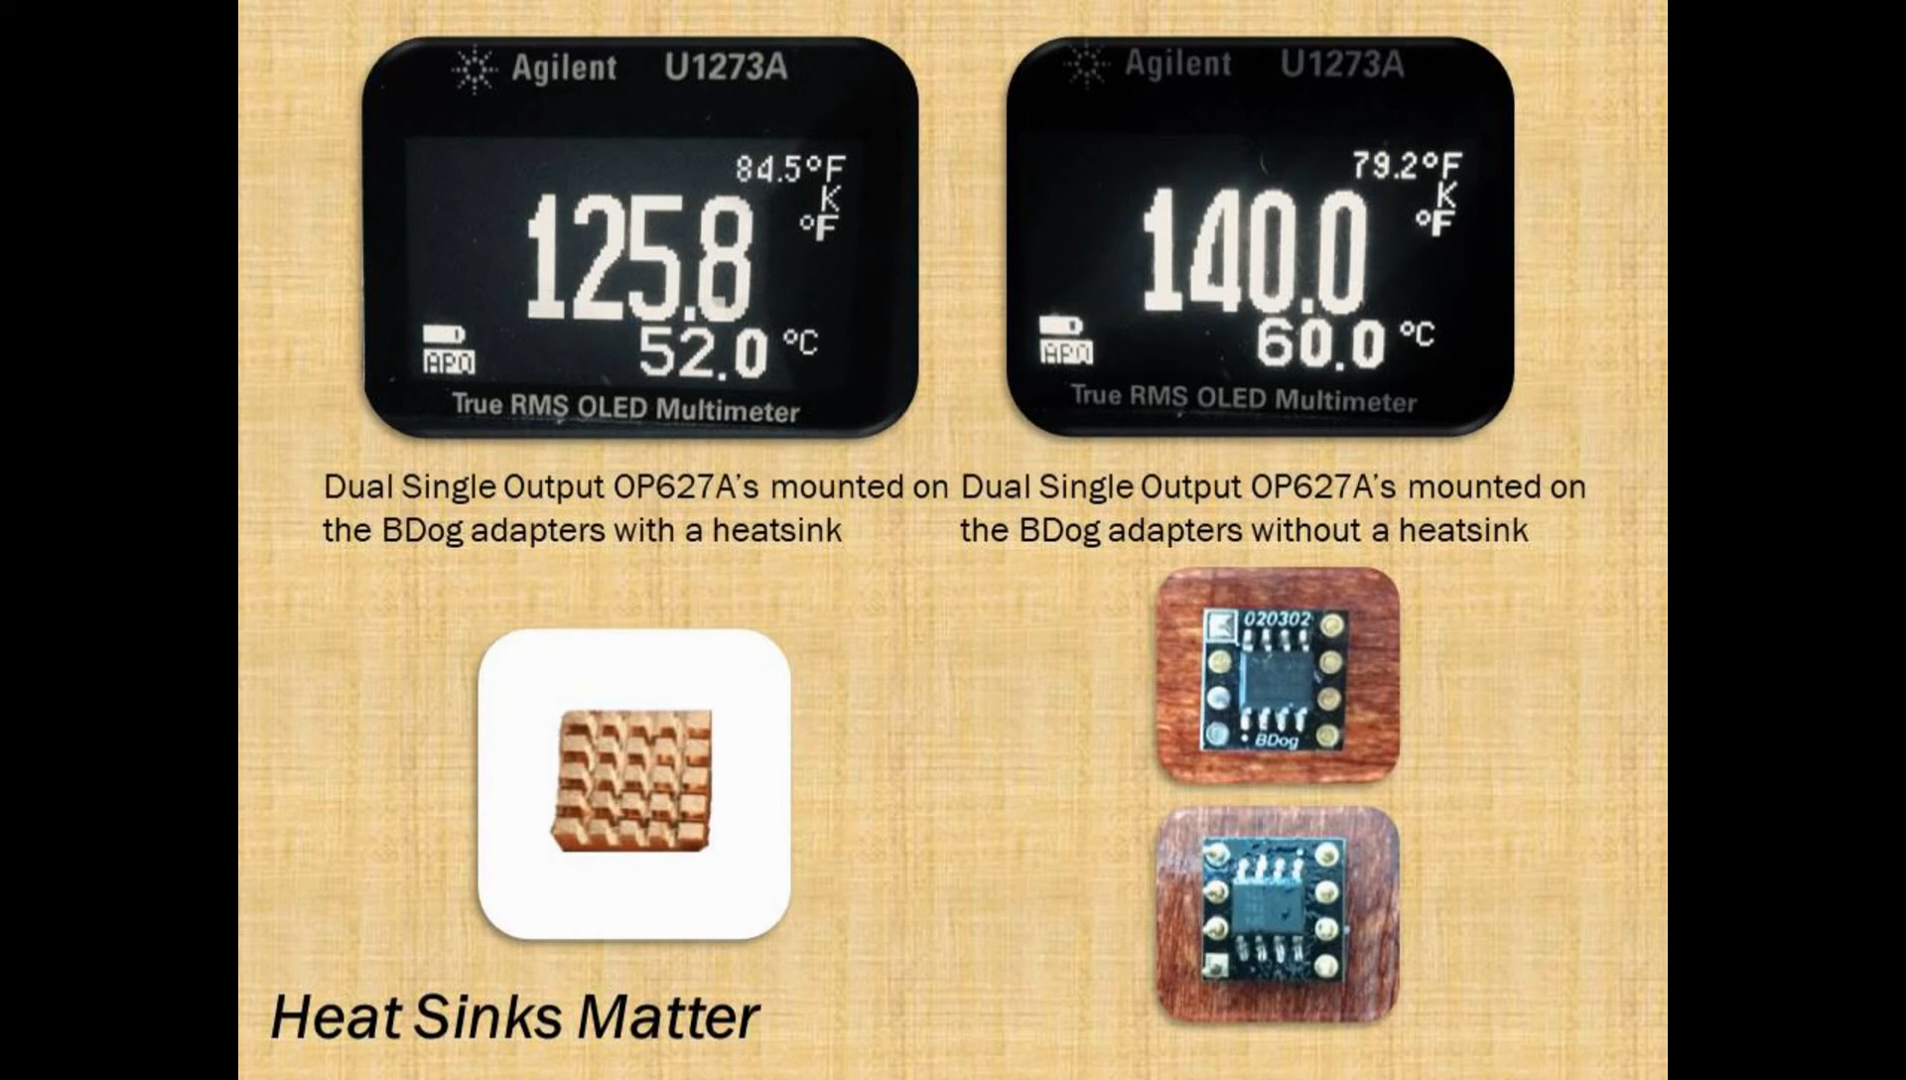 Agilent U1273A
84.5°F
K
°F
125.8
52.0 °C
APO
True RMS OLED Multimeter
Agilent U1273A
79.2°F
K
°F
140.0
60.0 °C
APO
True RMS OLED Multimeter
Dual Single Output OP627A's mounted on
the BDog adapters with a heatsink
Dual Single Output OP627A's mounted on
the BDog adapters without a heatsink
020302
BDog
Heat Sinks Matter